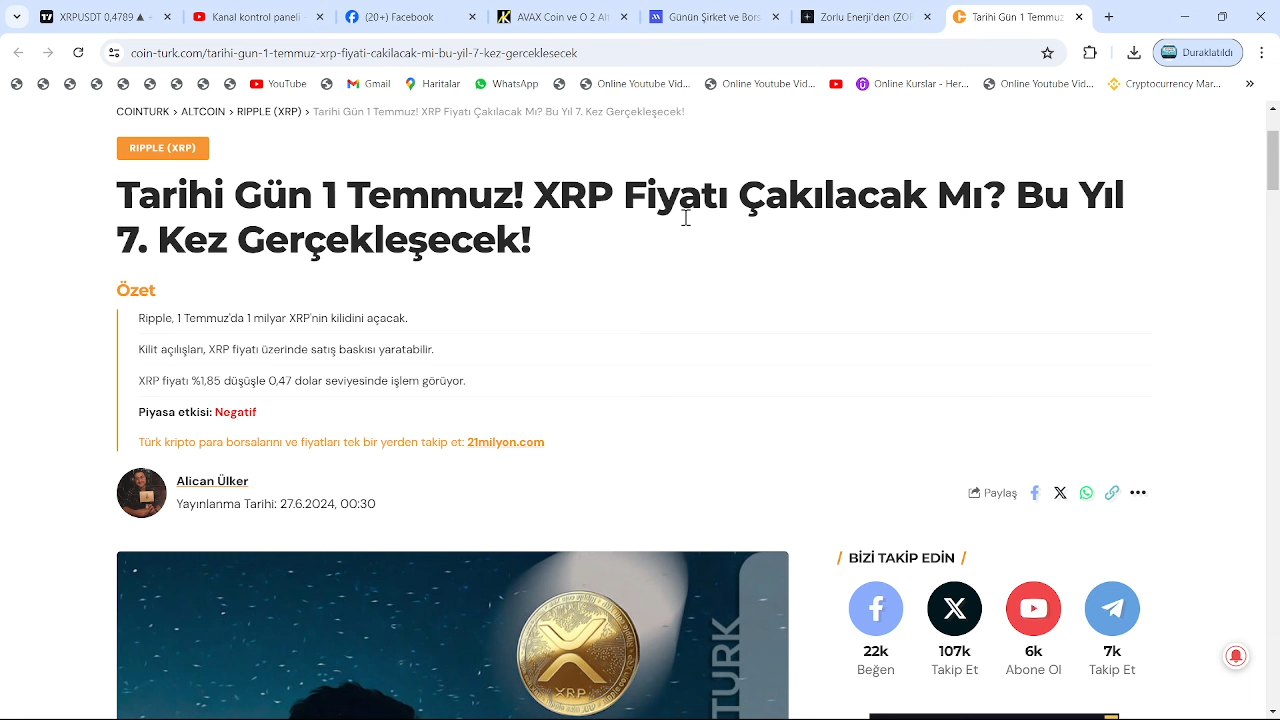 XRPUSDT 0,4709 ▲ +
Kanal konforlu emekli
(20+) Facebook
AVAX Coin ve O 2 Altc
Günün Şirket ve Pars
Zorlu Enerji'den (ZOR
Tarihi Gün 1 Temmuz
coin-turk.com/tarihi-gun-1-temmuz-xrp-fiyati-cakilacak-mi-bu-yil-7-kez-gerceklesecek
Duraklatıldı
YouTube
Gmail
Haritalar
WhatsApp
Online Youtube Vid...
Online Youtube Vid...
Online Kurslar - Her...
Online Youtube Vid...
Cryptocurrency Mar...
COINTURK > ALTCOIN > RIPPLE (XRP) > Tarihi Gün 1 Temmuz! XRP Fiyatı Çakılacak Mı? Bu Yıl 7. Kez Gerçekleşecek!
RIPPLE (XRP)
Tarihi Gün 1 Temmuz! XRP Fiyatı Çakılacak Mı? Bu Yıl
7. Kez Gerçekleşecek!
Özet
Ripple, 1 Temmuz'da 1 milyar XRP'nin kilidini açacak.
Kilit açılışları, XRP fiyatı üzerinde satış baskısı yaratabilir.
XRP fiyatı %1,85 düşüşle 0,47 dolar seviyesinde işlem görüyor.
Piyasa etkisi: Negatif
Türk kripto para borsalarını ve fiyatları tek bir yerden takip et: 21milyon.com
Alican Ülker
Yayınlanma Tarihi: 27.6.2024, 00:30
Paylaş
BİZİ TAKİP EDİN
22k
Beğen
107k
Takip Et
6k
Abone Ol
7k
Takip Et
XRP
TURK